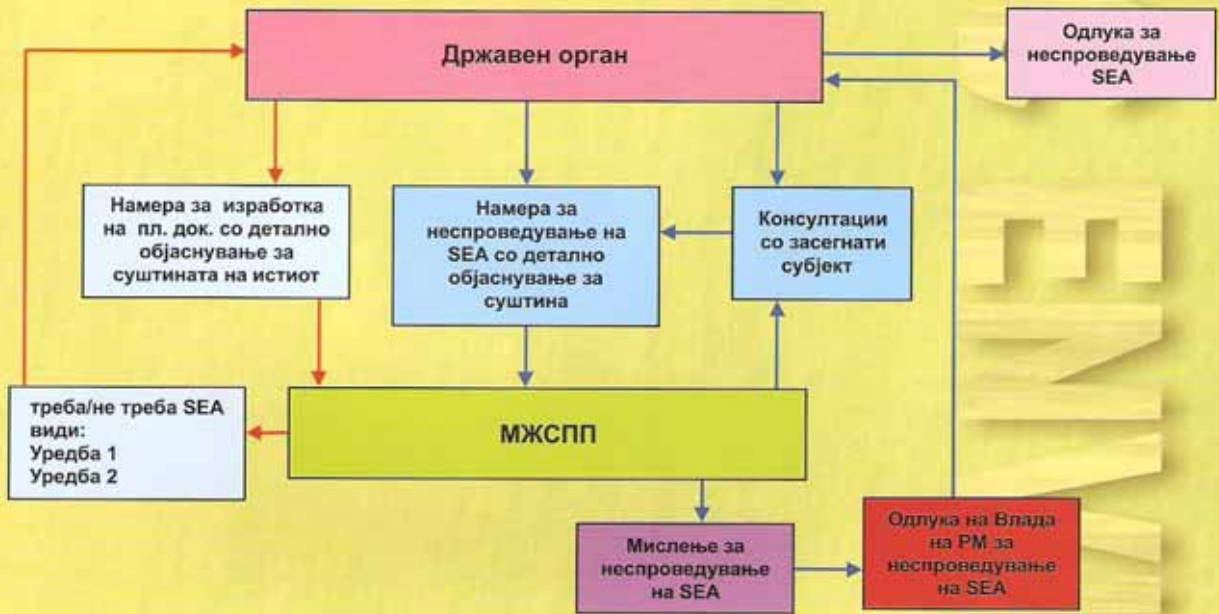 Државен орган
Одлука за
неспроведување
SEA
Намера за изработка
на пл. док. со детално
објаснување за
суштината на истиот
Намера за
неспроведување на
SEA со детално
објаснување за
суштина
Консултации
со засегнати
субјект
треба/не треба SEA
види:
Уредба 1
Уредба 2
МЖСПП
Мислење за
неспроведување
на SEA
Одлука на Влада
на РМ за
неспроведување
на SEA